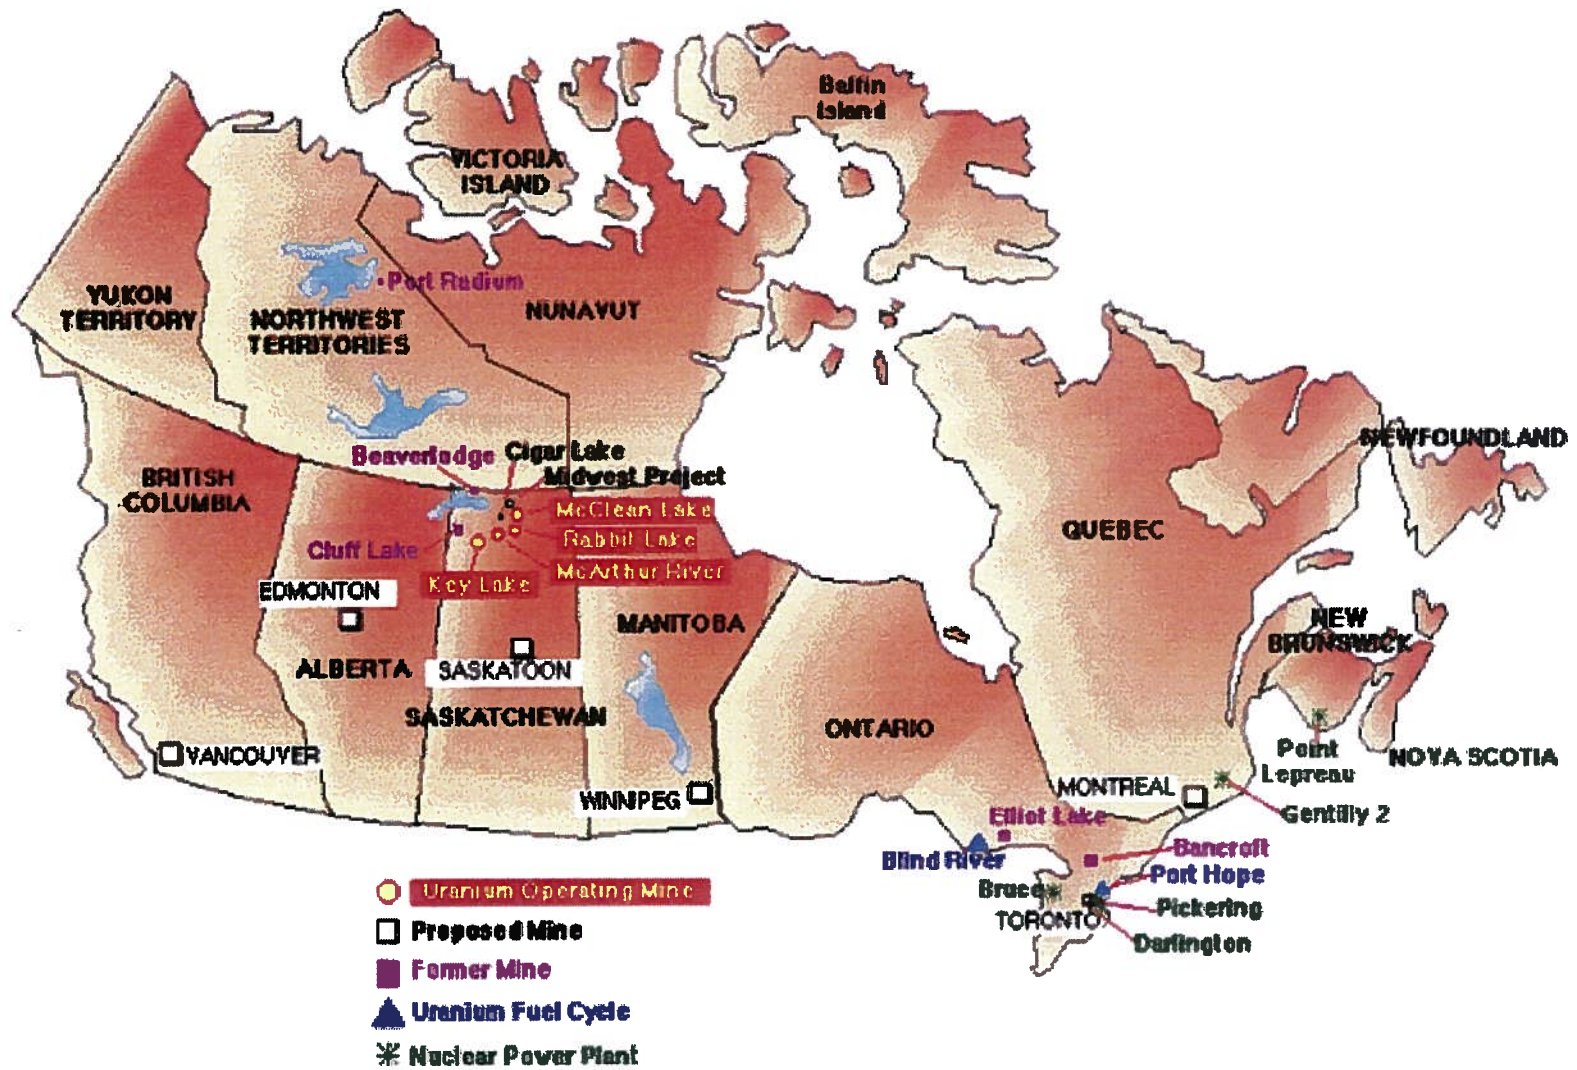 Baffin
Island
VICTORIA
ISLAND
Port Radium
YUKON
TERRITORY
NORTHWEST
TERRITORIES
NUNAVUT
NEWFOUNDLAND
Beaverlodge
Cigar Lake
Midwest Project
BRITISH
COLUMBIA
McClean Lake
Rabbit Lake
QUEBEC
Cluff Lake
McArthur River
Key Lake
EDMONTON
MANITOBA
NEW
BRUNSWICK
ALBERTA
SASKATOON
SASKATCHEWAN
ONTARIO
VANCOUVER
Point
Lepreau
NOVA SCOTIA
WINNIPEG
MONTREAL
Gentilly 2
Elliot Lake
Blind River
Bancroft
Port Hope
Bruce
Pickering
TORONTO
Darlington
Uranium Operating Mine
Proposed Mine
Former Mine
Uranium Fuel Cycle
Nuclear Power Plant